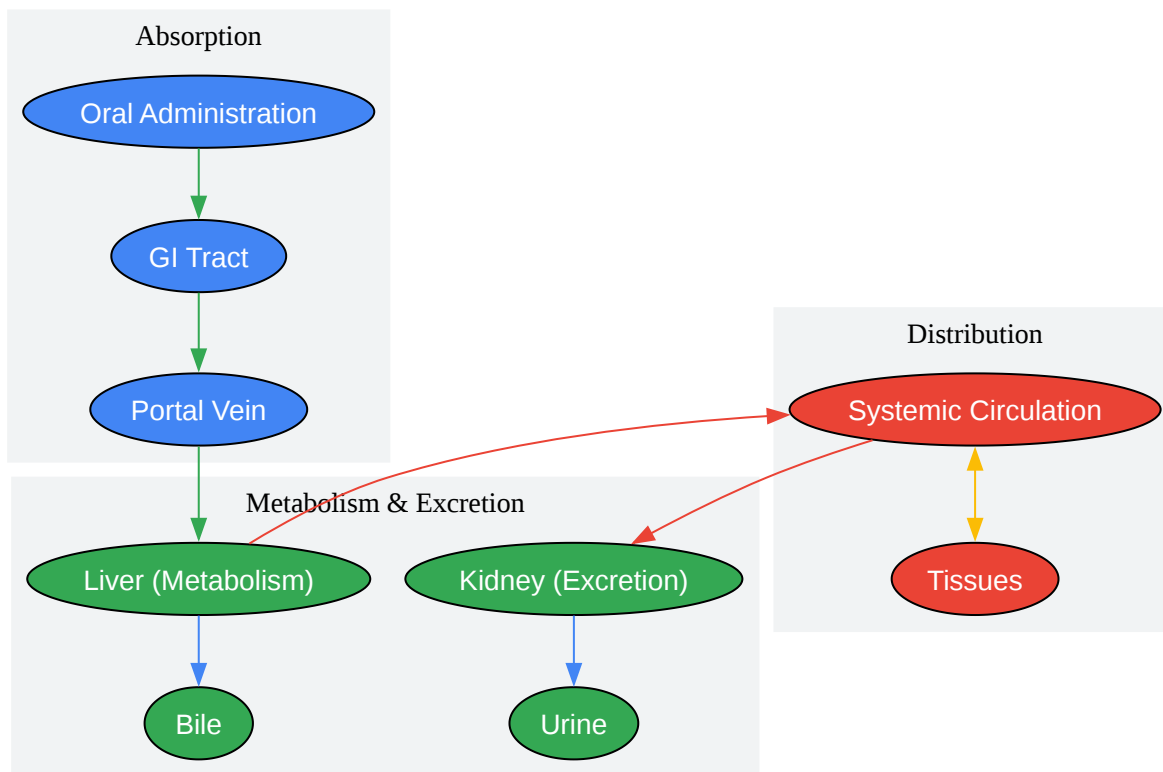 Absorption
Oral Administration
GI Tract
Portal Vein
Distribution
Systemic Circulation
Tissues
Metabolism & Excretion
Liver (Metabolism)
Kidney (Excretion)
Bile
Urine